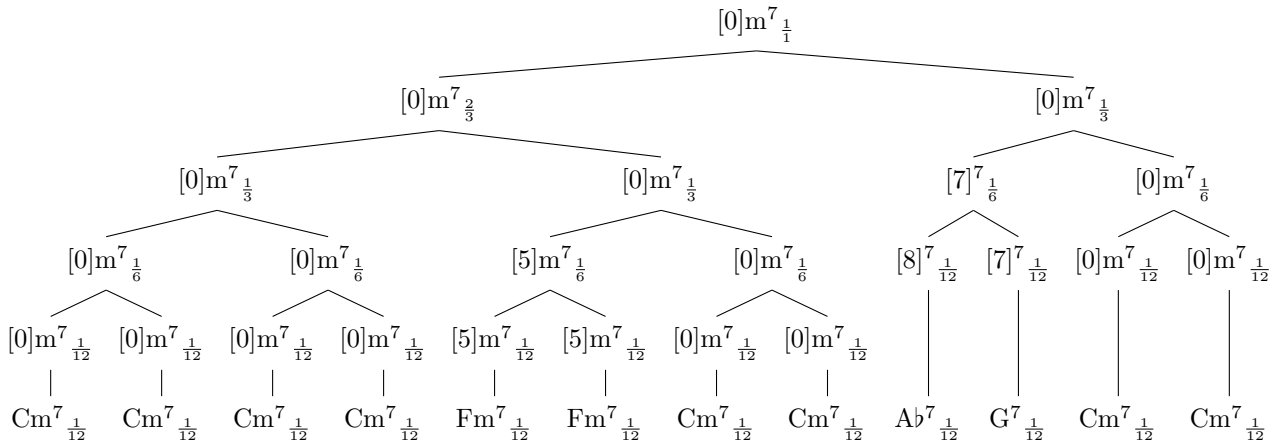 [0]m⁷ 1/1
[0]m⁷ 2/3 [0]m⁷ 1/3
[0]m⁷ 1/3 [0]m⁷ 1/3 [7]⁷ 1/6 [0]m⁷ 1/6
[0]m⁷ 1/6 [0]m⁷ 1/6 [5]m⁷ 1/6 [0]m⁷ 1/6 [8]⁷ 1/12 [7]⁷ 1/12 [0]m⁷ 1/12 [0]m⁷ 1/12
[0]m⁷ 1/12 [0]m⁷ 1/12 [0]m⁷ 1/12 [0]m⁷ 1/12 [5]m⁷ 1/12 [5]m⁷ 1/12 [0]m⁷ 1/12 [0]m⁷ 1/12
Cm⁷ 1/12 Cm⁷ 1/12 Cm⁷ 1/12 Cm⁷ 1/12 Fm⁷ 1/12 Fm⁷ 1/12 Cm⁷ 1/12 Cm⁷ 1/12 A♭⁷ 1/12 G⁷ 1/12 Cm⁷ 1/12 Cm⁷ 1/12